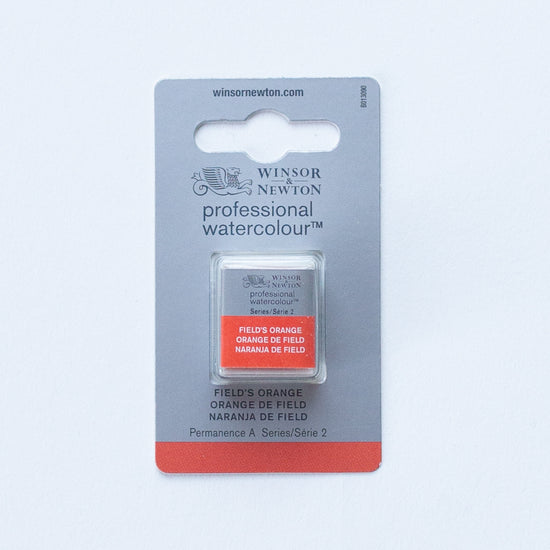 winsornewton.com
B013090
WINSOR
&
NEWTON
professional
watercolour™
WINSOR
&
NEWTON
professional
watercolour™
Series/Série 2
FIELD'S ORANGE
ORANGE DE FIELD
NARANJA DE FIELD
FIELD'S ORANGE
ORANGE DE FIELD
NARANJA DE FIELD
Permanence A Series/Série 2